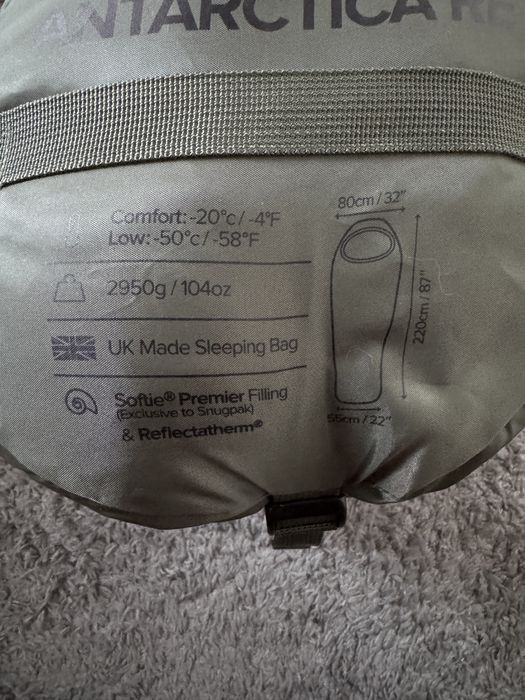 ANTARCTICA RE
Comfort: -20°c / -4°F
Low: -50°c / -58°F
2950g / 104oz
UK Made Sleeping Bag
Softie® Premier Filling
(Exclusive to Snugpak)
& Reflectatherm®
80cm / 32"
220cm / 87"
55cm / 22"